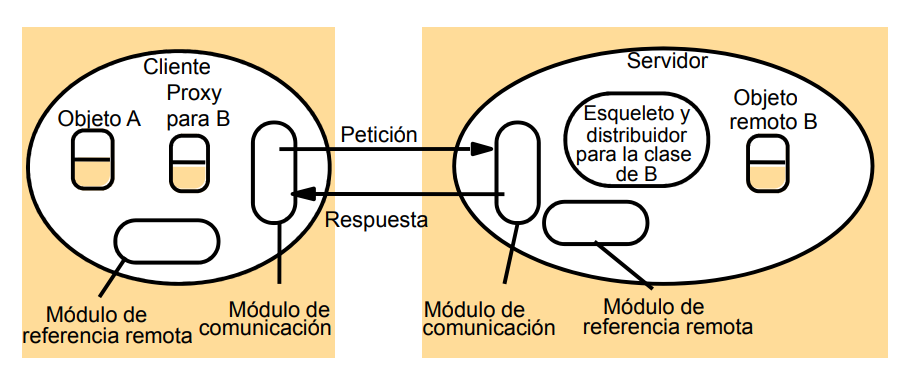 Cliente
Proxy
para B
Objeto A
Módulo de
referencia remota
Módulo de
comunicación
Petición
Respuesta
Servidor
Esqueleto y
distribuidor
para la clase
de B
Objeto
remoto B
Módulo de
comunicación
Módulo de
referencia remota